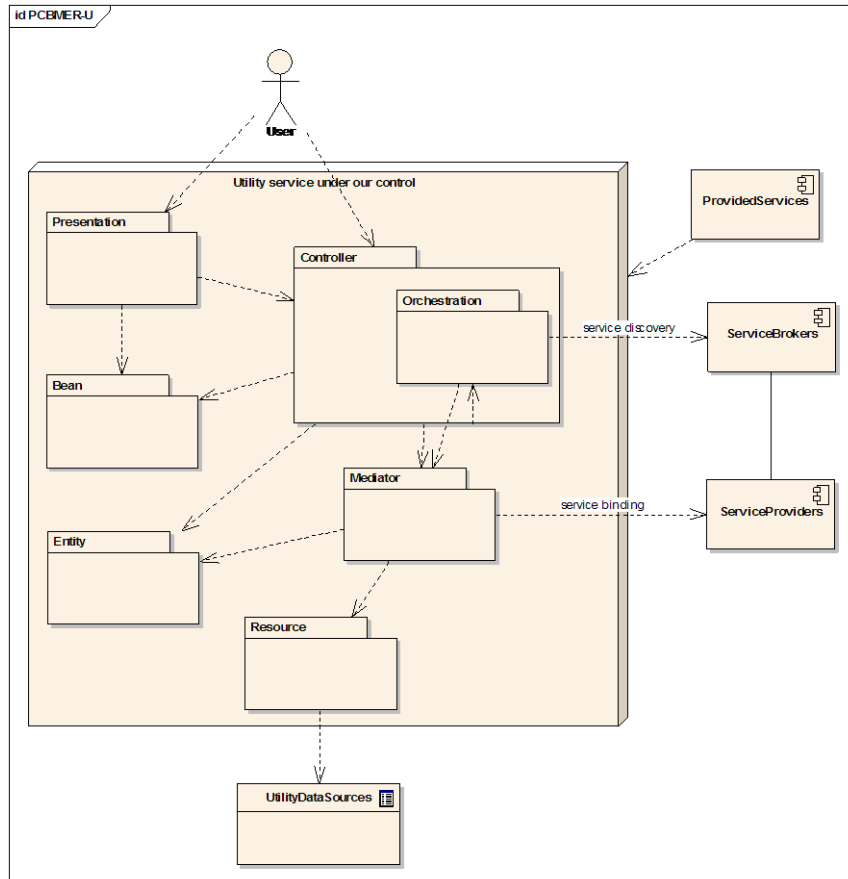 id PCBMER-U
User
Utility service under our control
ProvidedServices
Presentation
Controller
Orchestration
service discovery
ServiceBrokers
Bean
Mediator
service binding
ServiceProviders
Entity
Resource
UtilityDataSources